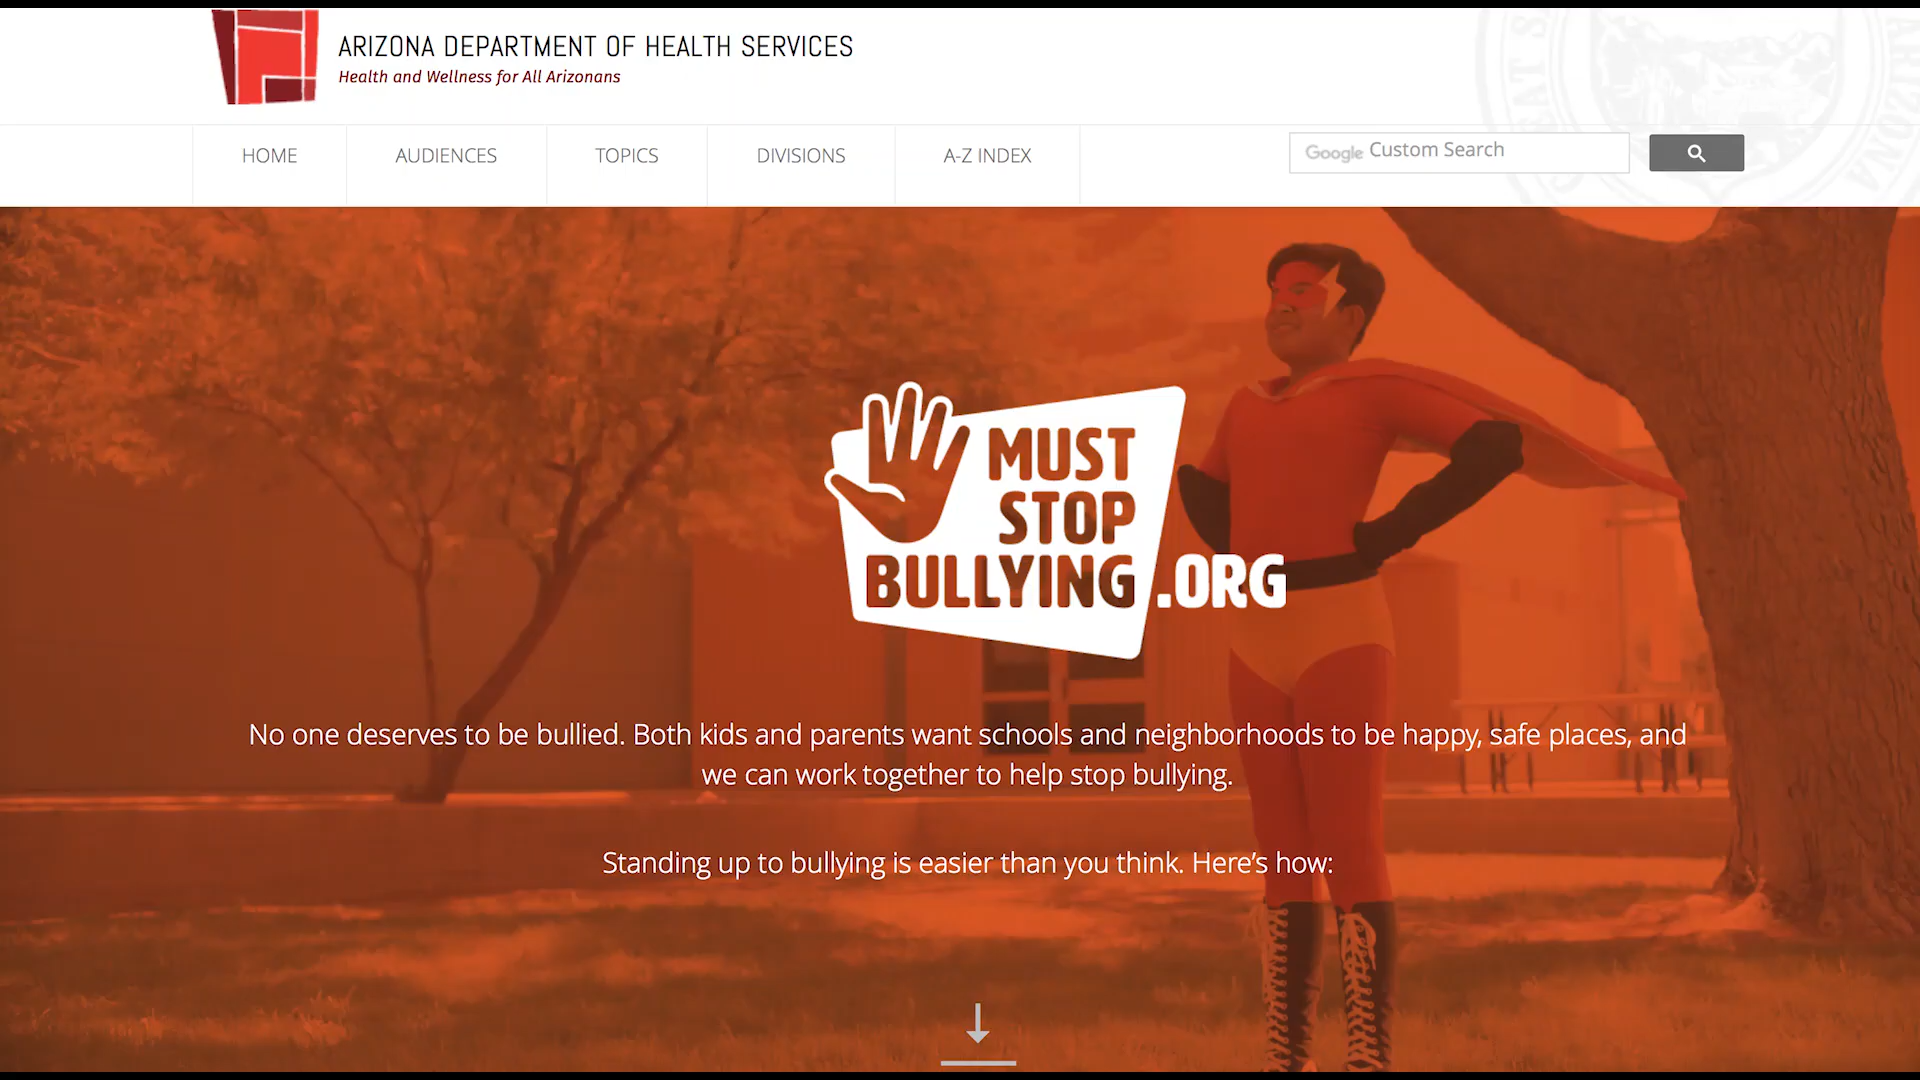 ARIZONA DEPARTMENT OF HEALTH SERVICES
Health and Wellness for All Arizonans
HOME
AUDIENCES
TOPICS
DIVISIONS
A-Z INDEX
Google Custom Search
ARIZONA
MUST
STOP
BULLYING .ORG
No one deserves to be bullied. Both kids and parents want schools and neighborhoods to be happy, safe places, and
we can work together to help stop bullying.
Standing up to bullying is easier than you think. Here's how: